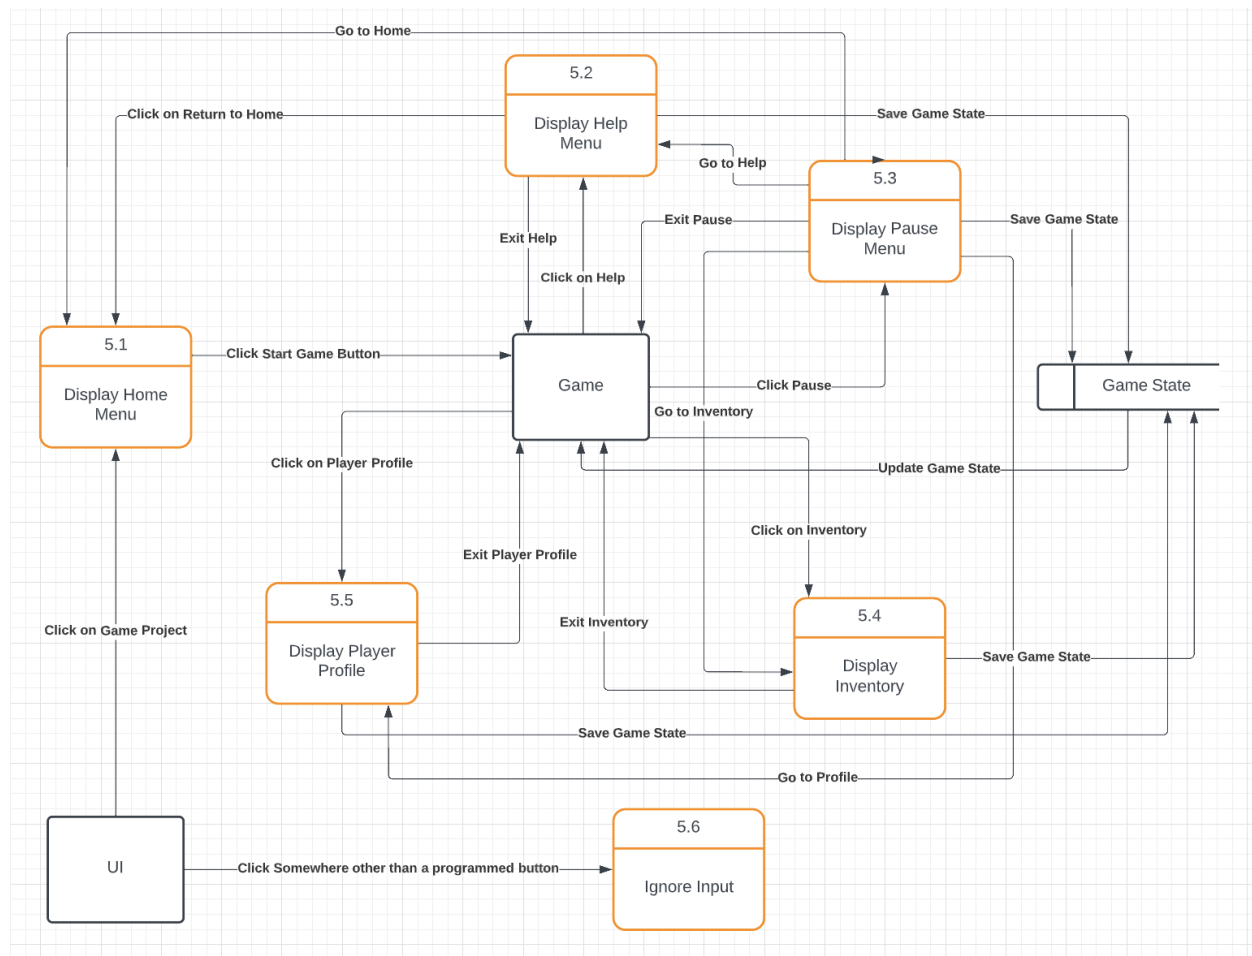 Go to Home
5.2
Display Help
Menu
Click on Return to Home
Save Game State
Go to Help
5.3
Display Pause
Menu
Exit Pause
Save Game State
Exit Help
Click on Help
5.1
Display Home
Menu
Click Start Game Button
Game
Click Pause
Game State
Go to Inventory
Click on Player Profile
Update Game State
Click on Inventory
Exit Player Profile
5.5
Display Player
Profile
Exit Inventory
5.4
Display
Inventory
Click on Game Project
Save Game State
Save Game State
Go to Profile
5.6
Ignore Input
UI
Click Somewhere other than a programmed button